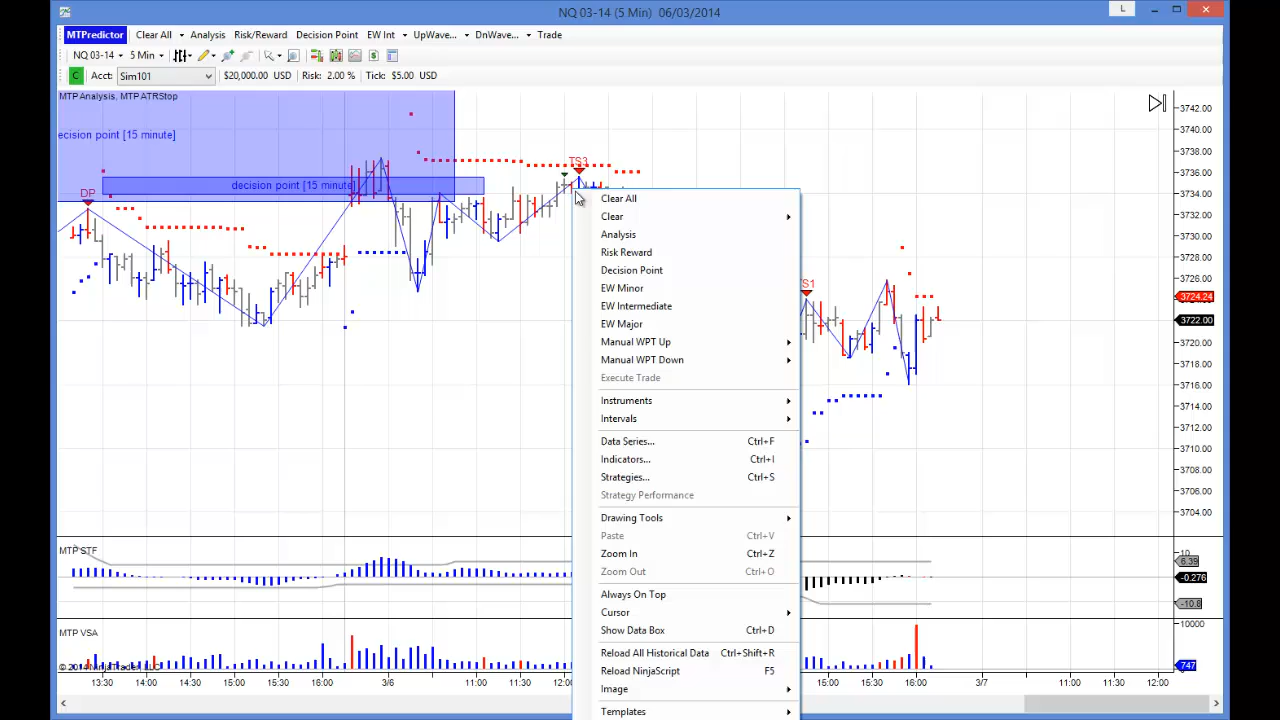 NQ 03-14 (5 Min) 06/03/2014
L
MTPredictor Clear All Analysis Risk/Reward Decision Point EW Int UpWave... DnWave... Trade
NQ 03-14 5 Min
C Acct: Sim101 $20,000.00 USD Risk: 2.00 % Tick: $5.00 USD
MTP Analysis, MTP ATRStop
ecision point [15 minute]
decision point [15 minute]
DP
TS3
S1
Clear All
Clear
Analysis
Risk Reward
Decision Point
EW Minor
EW Intermediate
EW Major
Manual WPT Up
Manual WPT Down
Execute Trade
Instruments
Intervals
Data Series... Ctrl+F
Indicators... Ctrl+I
Strategies... Ctrl+S
Strategy Performance
Drawing Tools
Paste Ctrl+V
Zoom In Ctrl+Z
Zoom Out Ctrl+O
Always On Top
Cursor
Show Data Box Ctrl+D
Reload All Historical Data Ctrl+Shift+R
Reload NinjaScript F5
Image
Templates
3742.00
3740.00
3738.00
3736.00
3734.00
3732.00
3730.00
3728.00
3726.00
3724.24
3722.00
3720.00
3718.00
3716.00
3714.00
3712.00
3710.00
3708.00
3706.00
3704.00
MTP STF
10
6.39
-0.276
-10.8
MTP VSA
10000
747
© 2014 NinjaTrader, LLC
13:30 14:00 14:30 15:00 15:30 16:00 3/6 11:00 11:30 12:00 15:00 15:30 16:00 3/7 11:00 11:30 12:00